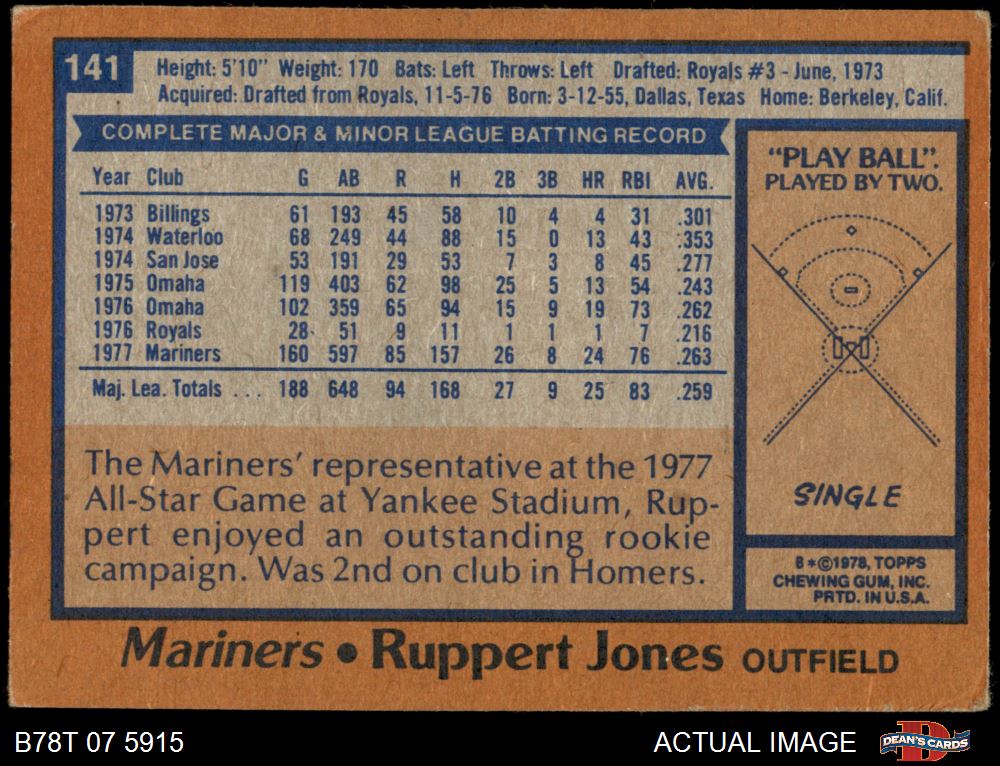 141
Height: 5'10" Weight: 170 Bats: Left Throws: Left Drafted: Royals #3 - June, 1973
Acquired: Drafted from Royals, 11-5-76 Born: 3-12-55, Dallas, Texas Home: Berkeley, Calif.
COMPLETE MAJOR & MINOR LEAGUE BATTING RECORD
Year Club G AB R H 2B 3B HR RBI AVG.
1973 Billings 61 193 45 58 10 4 4 31 .301
1974 Waterloo 68 249 44 88 15 0 13 43 .353
1974 San Jose 53 191 29 53 7 3 8 45 .277
1975 Omaha 119 403 62 98 25 5 13 54 .243
1976 Omaha 102 359 65 94 15 9 19 73 .262
1976 Royals 28 51 9 11 1 1 1 7 .216
1977 Mariners 160 597 85 157 26 8 24 76 .263
Maj. Lea. Totals ... 188 648 94 168 27 9 25 83 .259
The Mariners' representative at the 1977
All-Star Game at Yankee Stadium, Rup-
pert enjoyed an outstanding rookie
campaign. Was 2nd on club in Homers.
"PLAY BALL".
PLAYED BY TWO.
SINGLE
B*©1978, TOPPS
CHEWING GUM, INC.
PRTD. IN U.S.A.
Mariners • Ruppert Jones OUTFIELD
B78T 07 5915
ACTUAL IMAGE
D
DEAN'S CARDS